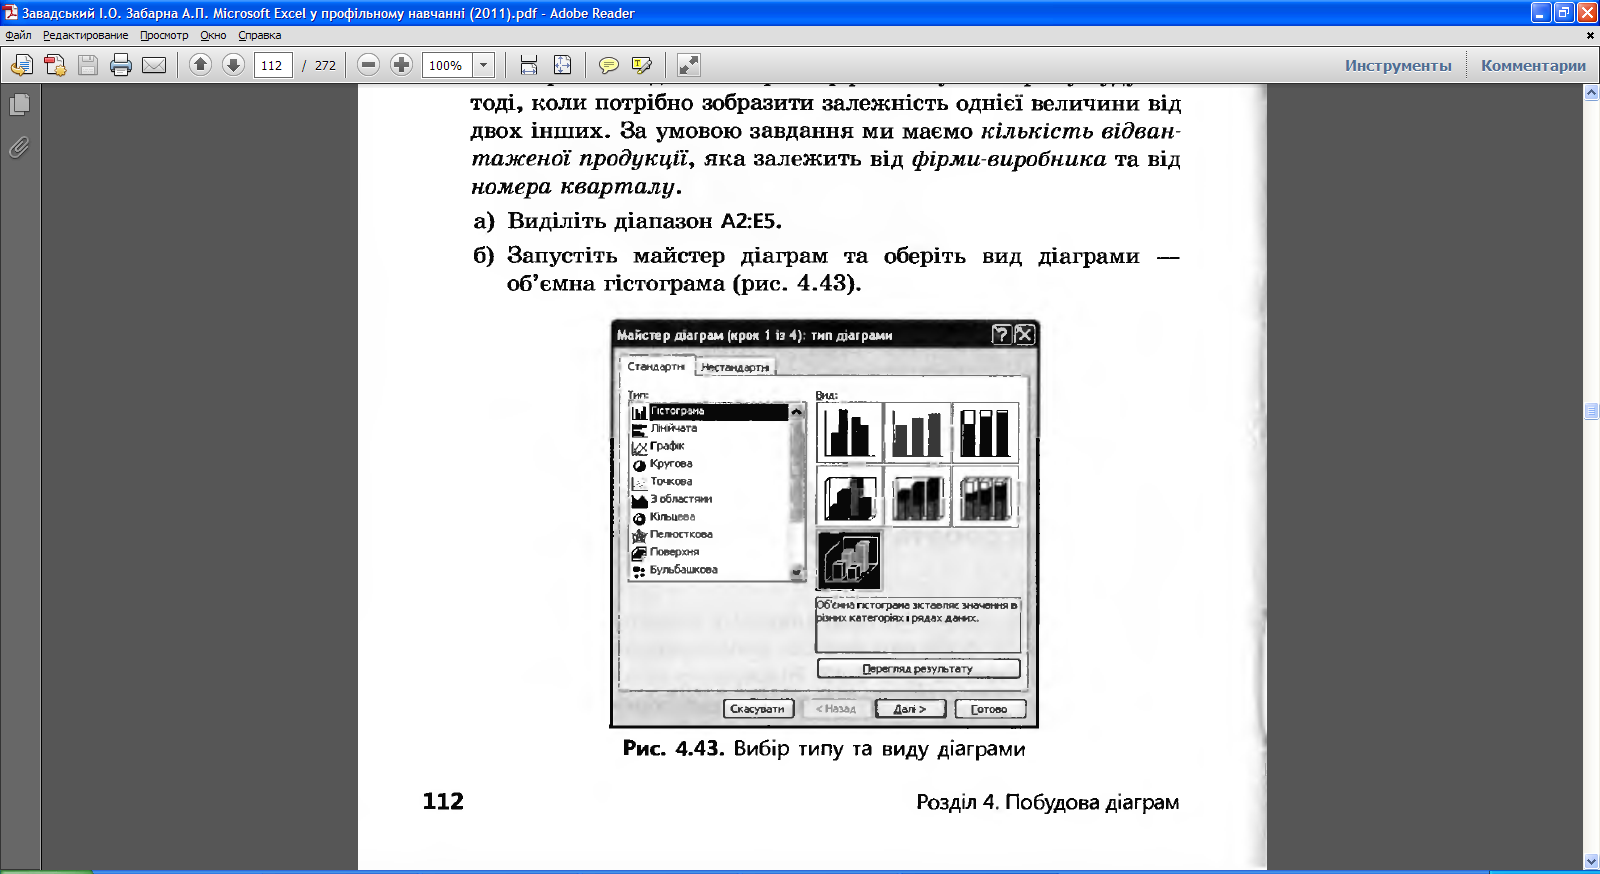 Завадський І.О. Забарна А.П. Microsoft Excel у профільному навчанні (2011).pdf - Adobe Reader
Файл Редактирование Просмотр Окно Справка
112 / 272 100% Инструменты Комментарии
тоді, коли потрібно зобразити залежність однієї величини від
двох інших. За умовою завдання ми маємо кількість відван-
таженої продукції, яка залежить від фірми-виробника та від
номера кварталу.
а) Виділіть діапазон A2:E5.
б) Запустіть майстер діаграм та оберіть вид діаграми —
об’ємна гістограма (рис. 4.43).
Майстер діаграм (крок 1 із 4): тип діаграми
Стандартні Нестандартні
Тип: Вид:
Гістограма
Лінійчата
Графік
Кругова
Точкова
З областями
Кільцева
Пелюсткова
Поверхня
Бульбашкова
Об'ємна гістограма зіставляє значення в
різних категоріях і рядах даних.
Перегляд результату
Скасувати < Назад Далі > Готово
Рис. 4.43. Вибір типу та виду діаграми
112 Розділ 4. Побудова діаграм